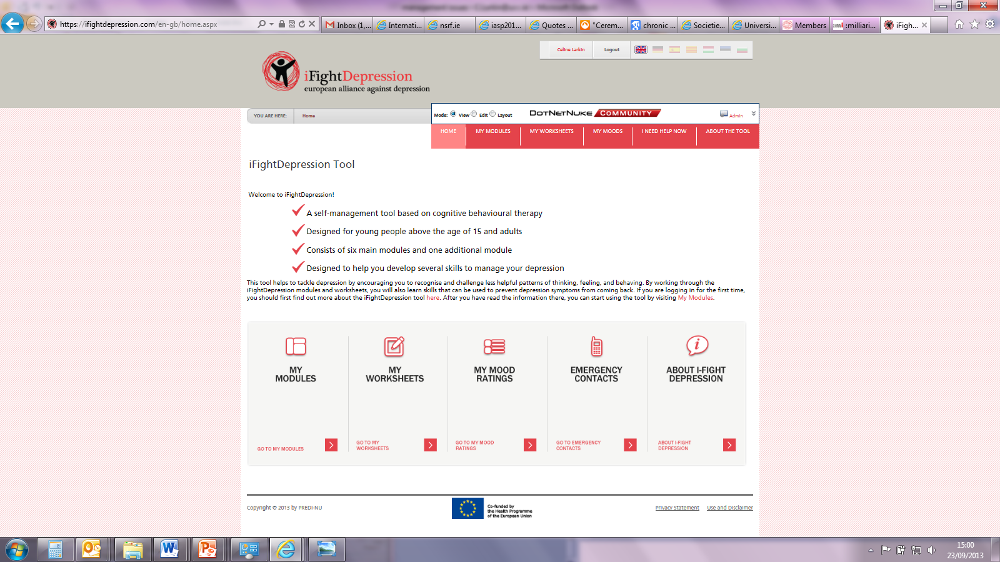 https://ifightdepression.com/en-gb/home.aspx
Inbox (1,...
Internati...
nsrf.ie
iasp201...
Quotes ...
"Cerem...
chronic ...
Societie...
Universi...
Members
:milliari...
iFigh...
Celine Larkin
Logout
iFightDepression
european alliance against depression
YOU ARE HERE:
Home
Mode: View Edit Layout
DOTNETNUKE COMMUNITY
Admin
HOME
MY MODULES
MY WORKSHEETS
MY MOODS
I NEED HELP NOW
ABOUT THE TOOL
iFightDepression Tool
Welcome to iFightDepression!
A self-management tool based on cognitive behavioural therapy
Designed for young people above the age of 15 and adults
Consists of six main modules and one additional module
Designed to help you develop several skills to manage your depression
This tool helps to tackle depression by encouraging you to recognise and challenge less helpful patterns of thinking, feeling, and behaving. By working through the
iFightDepression modules and worksheets, you will also learn skills that can be used to prevent depression symptoms from coming back. If you are logging in for the first time,
you should first find out more about the iFightDepression tool here. After you have read the information there, you can start using the tool by visiting My Modules.
MY
MODULES
GO TO MY MODULES
MY
WORKSHEETS
GO TO MY
WORKSHEETS
MY MOOD
RATINGS
GO TO MY MOOD
RATINGS
EMERGENCY
CONTACTS
GO TO EMERGENCY
CONTACTS
ABOUT I-FIGHT
DEPRESSION
ABOUT I-FIGHT
DEPRESSION
Copyright © 2013 by PREDI-NU
Co-funded by
the Health Programme
of the European Union
Privacy Statement
Use and Disclaimer
15:00
23/09/2013